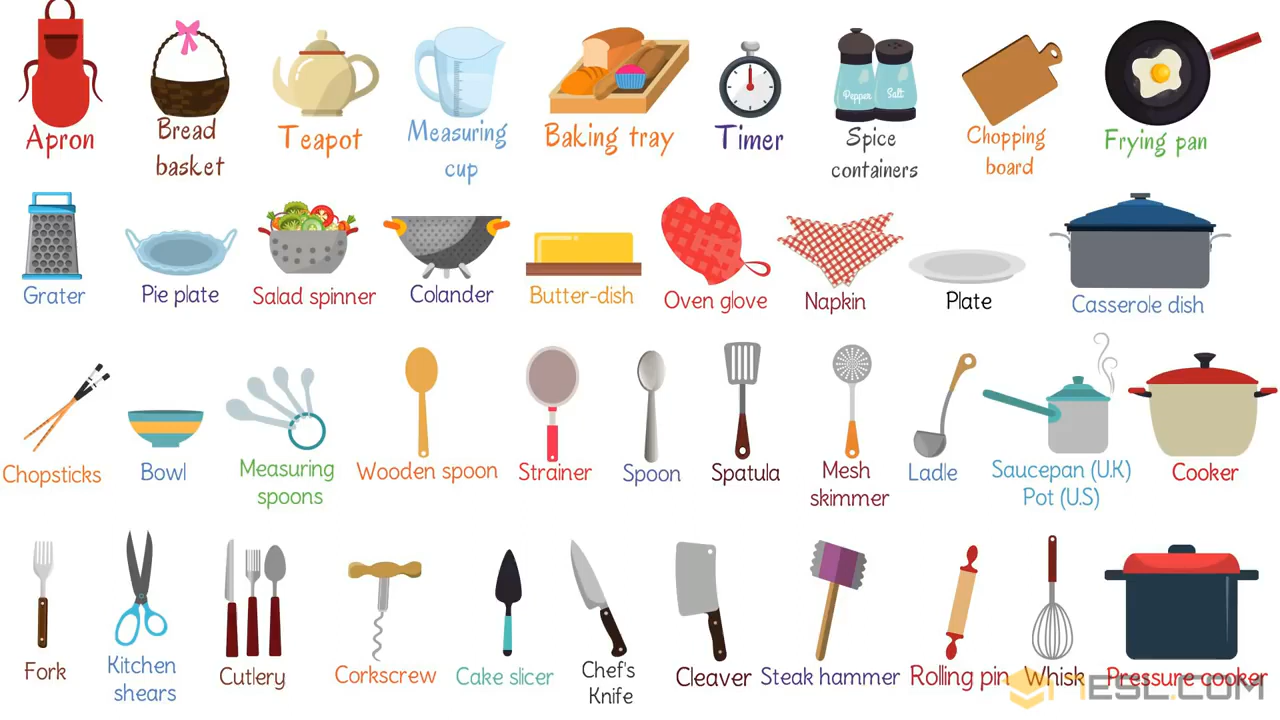 Pepper
Salt
Apron
Bread
basket
Teapot
Measuring
cup
Baking tray
Timer
Spice
containers
Chopping
board
Frying pan
Grater
Pie plate
Salad spinner
Colander
Butter-dish
Oven glove
Napkin
Plate
Casserole dish
Chopsticks
Bowl
Measuring
spoons
Wooden spoon
Strainer
Spoon
Spatula
Mesh
skimmer
Ladle
Saucepan (U.K)
Pot (U.S)
Cooker
Fork
Kitchen
shears
Cutlery
Corkscrew
Cake slicer
Chef's
Knife
Cleaver
Steak hammer
Rolling pin
Whisk
Pressure cooker
7ESL.COM